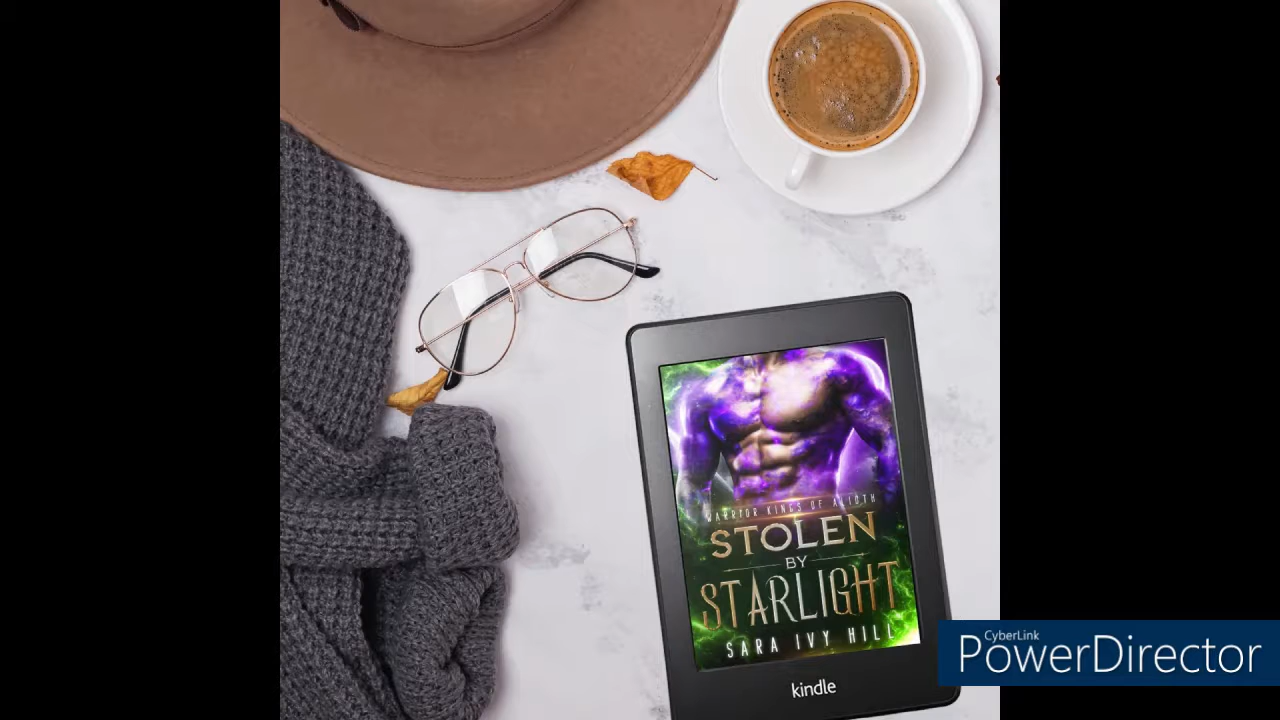 WARRIOR KINGS OF ALIOTH
STOLEN
BY
STARLIGHT
SARA IVY HILL
kindle
CyberLink
PowerDirector